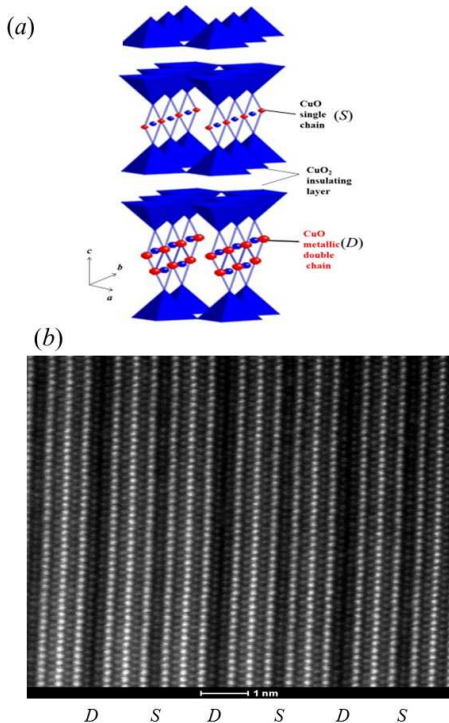 (a)
CuO
single (S)
chain
CuO2
insulating
layer
CuO
metallic(D)
double
chain
c
b
a
(b)
1 nm
D S D S D S